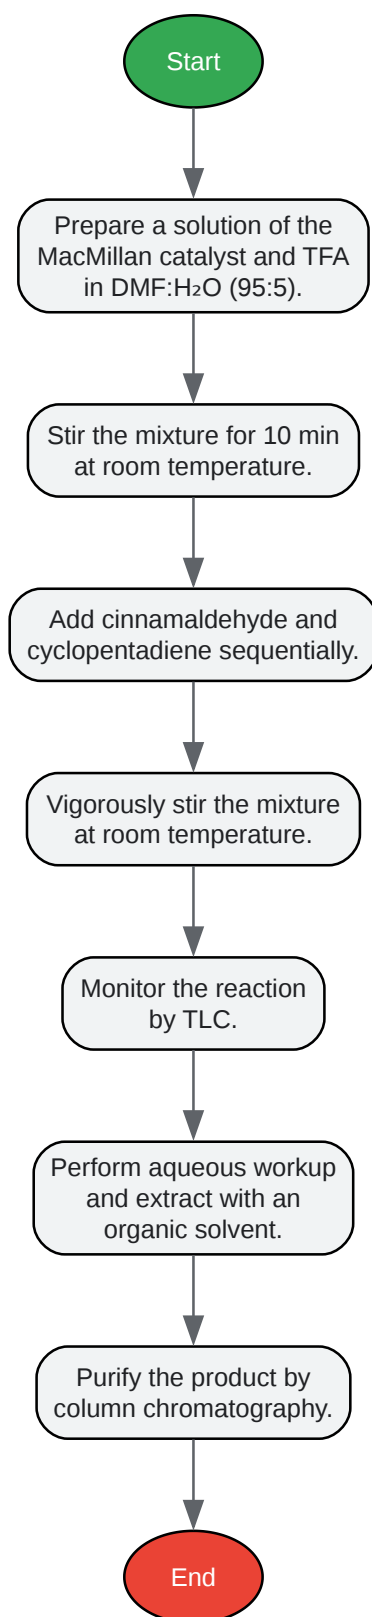 Start
Prepare a solution of the
MacMillan catalyst and TFA
in DMF:H₂O (95:5).
Stir the mixture for 10 min
at room temperature.
Add cinnamaldehyde and
cyclopentadiene sequentially.
Vigorously stir the mixture
at room temperature.
Monitor the reaction
by TLC.
Perform aqueous workup
and extract with an
organic solvent.
Purify the product by
column chromatography.
End